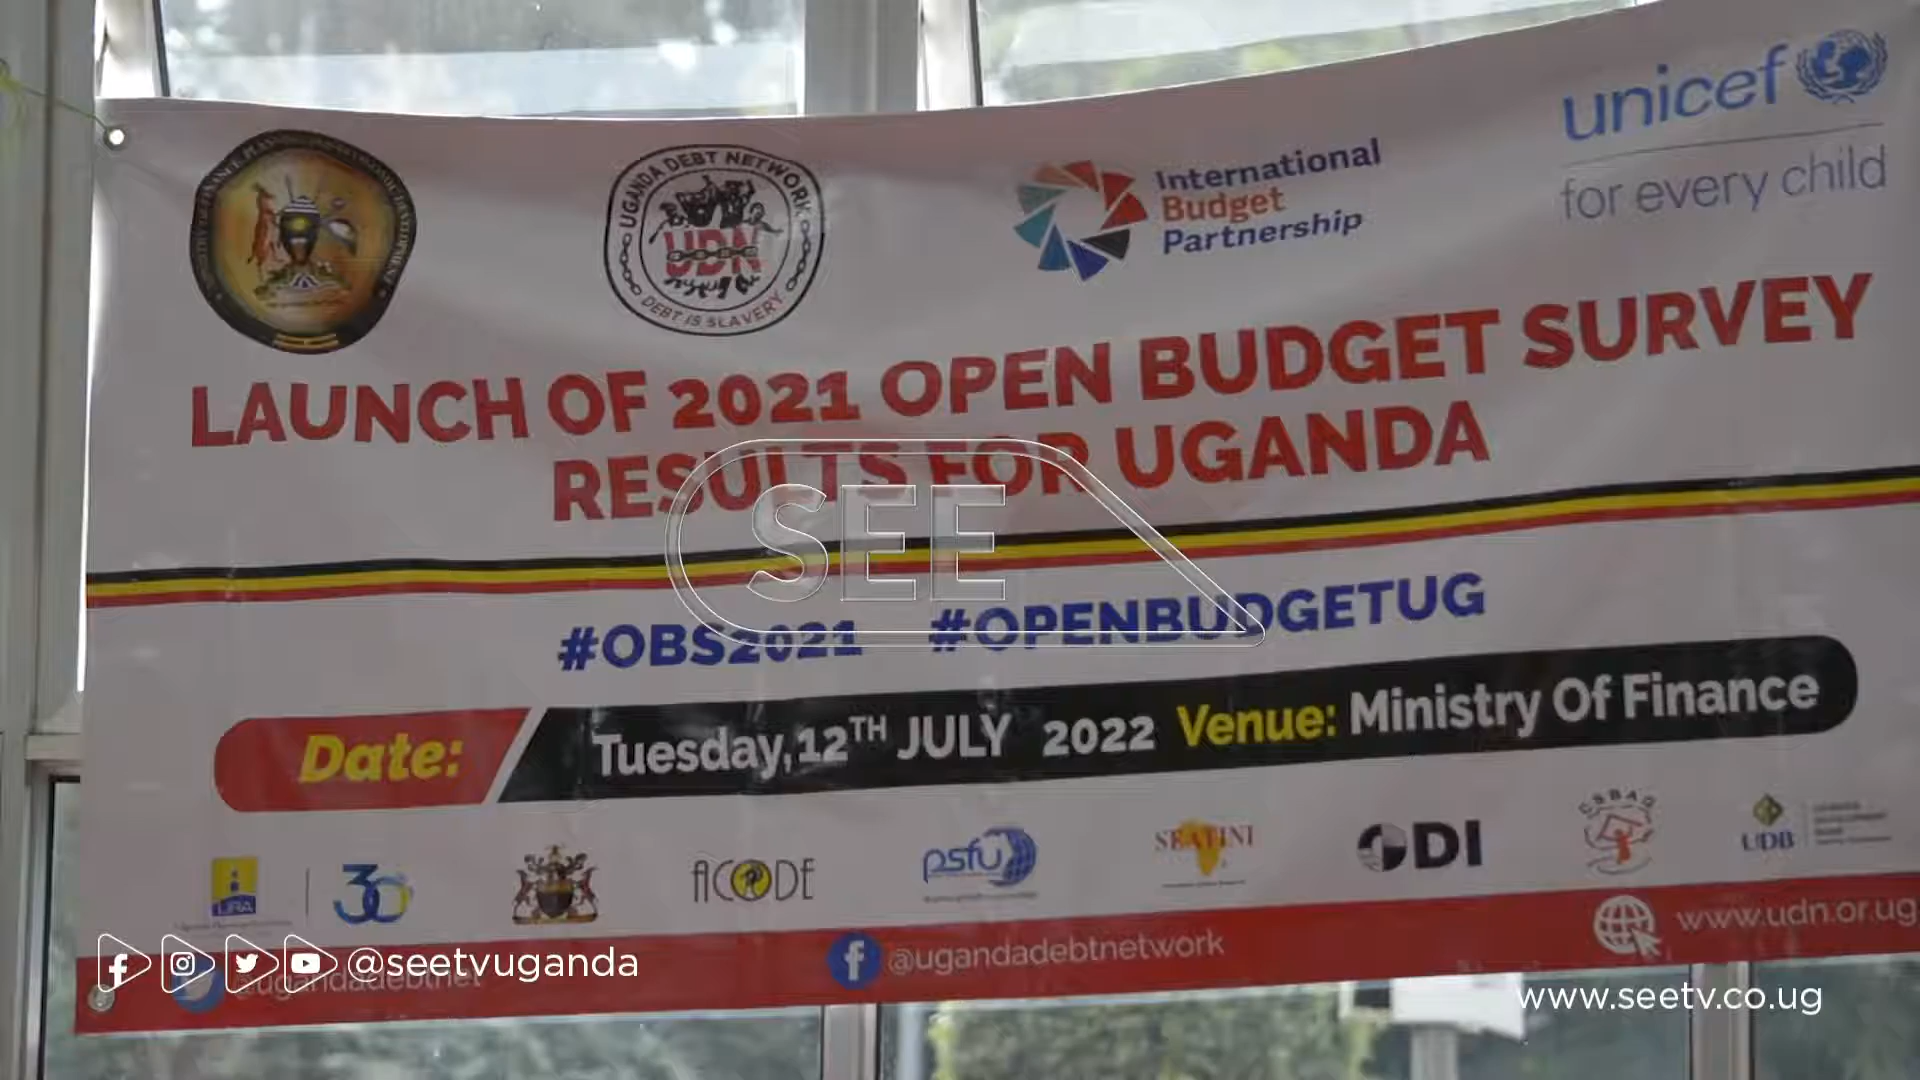 UGANDA DEBT NETWORK
UDN
DEBT IS SLAVERY
International
Budget
Partnership
unicef
for every child
LAUNCH OF 2021 OPEN BUDGET SURVEY
RESULTS FOR UGANDA
SEE
#OBS2021 #OPENBUDGETUG
Date: Tuesday, 12TH JULY 2022 Venue: Ministry Of Finance
URA
30
ACODE
psfu
SEATINI
ODI
CSBAG
UDB
@ugandadebtnet
@ugandadebtnetwork
www.udn.or.ug
@seetvuganda
www.seetv.co.ug